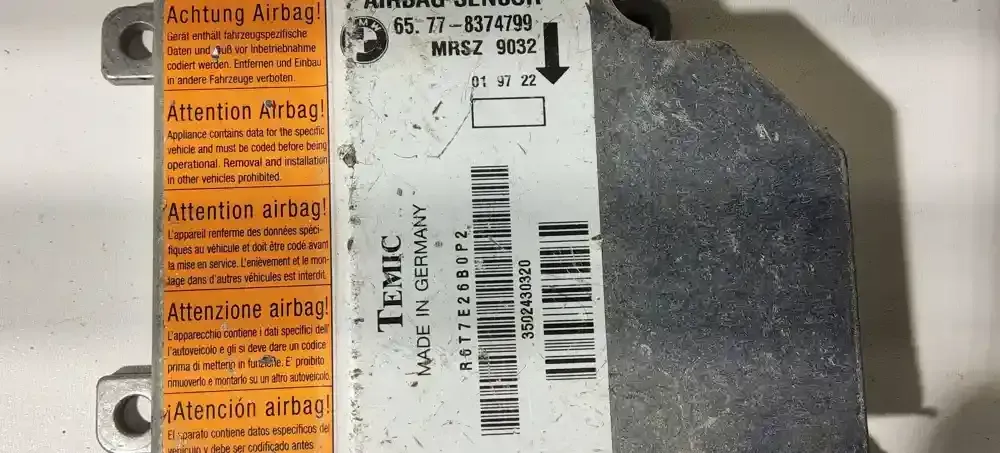 Achtung Airbag!
Gerät enthält fahrzeugspezifische
Daten und muß vor Inbetriebnahme
codiert werden. Entfernen und Einbau
in andere Fahrzeuge verboten.
Attention Airbag!
Appliance contains data for the specific
vehicle and must be coded before being
operational. Removal and installation
in other vehicles prohibited.
Attention airbag!
L'appareil renferme des données spéci-
fiques au véhicule et doit être codé avant
la mise en service. L'enlèvement et le mon-
tage dans d'autres véhicules est interdit.
Attenzione airbag!
L'apparecchio contiene i dati specifici dell'
autoveicolo e gli si deve dare un codice
prima di metterlo in funzione. E' proibito
rimuoverlo e montarlo su un altro autoveicolo
¡Atención airbag!
El aparato contiene datos específicos del
vehículo y debe ser codificado antes
AIRBAG SENSOR
65.77-8374799
MRSZ 9032
01 97 22
TEMIC
MADE IN GERMANY
R6T7E26B0P2
3502430320